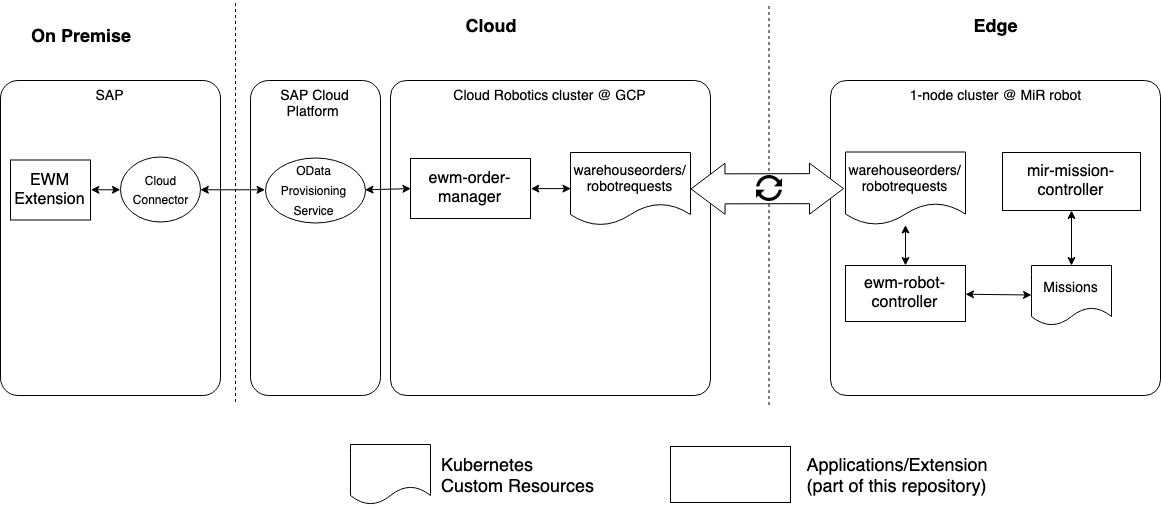 On Premise
Cloud
Edge
SAP
SAP Cloud
Platform
Cloud Robotics cluster @ GCP
1-node cluster @ MiR robot
EWM
Extension
Cloud
Connector
OData
Provisioning
Service
ewm-order-
manager
warehouseorders/
robotrequests
warehouseorders/
robotrequests
mir-mission-
controller
ewm-robot-
controller
Missions
Kubernetes
Custom Resources
Applications/Extension
(part of this repository)